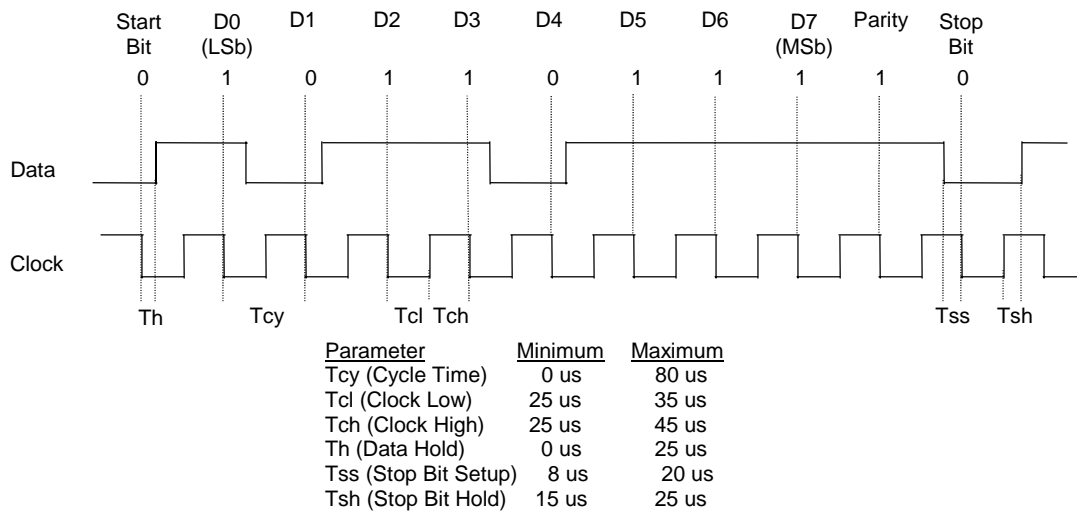 Start D0 D1 D2 D3 D4 D5 D6 D7 Parity Stop
Bit (LSb) (MSb) Bit
0 1 0 1 1 0 1 1 1 1 0
Data
Clock
Th Tcy Tcl Tch Tss Tsh
Parameter Minimum Maximum
Tcy (Cycle Time) 0 us 80 us
Tcl (Clock Low) 25 us 35 us
Tch (Clock High) 25 us 45 us
Th (Data Hold) 0 us 25 us
Tss (Stop Bit Setup) 8 us 20 us
Tsh (Stop Bit Hold) 15 us 25 us